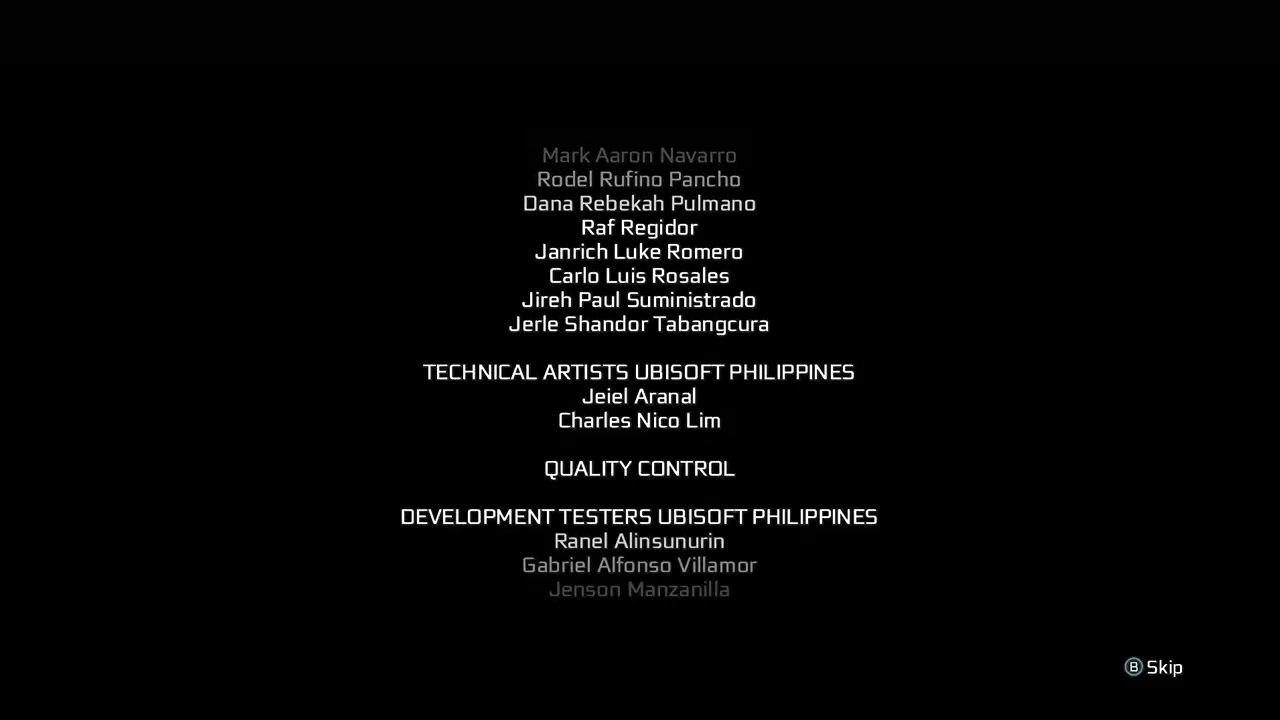 Mark Aaron Navarro
Rodel Rufino Pancho
Dana Rebekah Pulmano
Raf Regidor
Janrich Luke Romero
Carlo Luis Rosales
Jireh Paul Suministrado
Jerle Shandor Tabangcura
TECHNICAL ARTISTS UBISOFT PHILIPPINES
Jeiel Aranal
Charles Nico Lim
QUALITY CONTROL
DEVELOPMENT TESTERS UBISOFT PHILIPPINES
Ranel Alinsunurin
Gabriel Alfonso Villamor
Jenson Manzanilla
B Skip